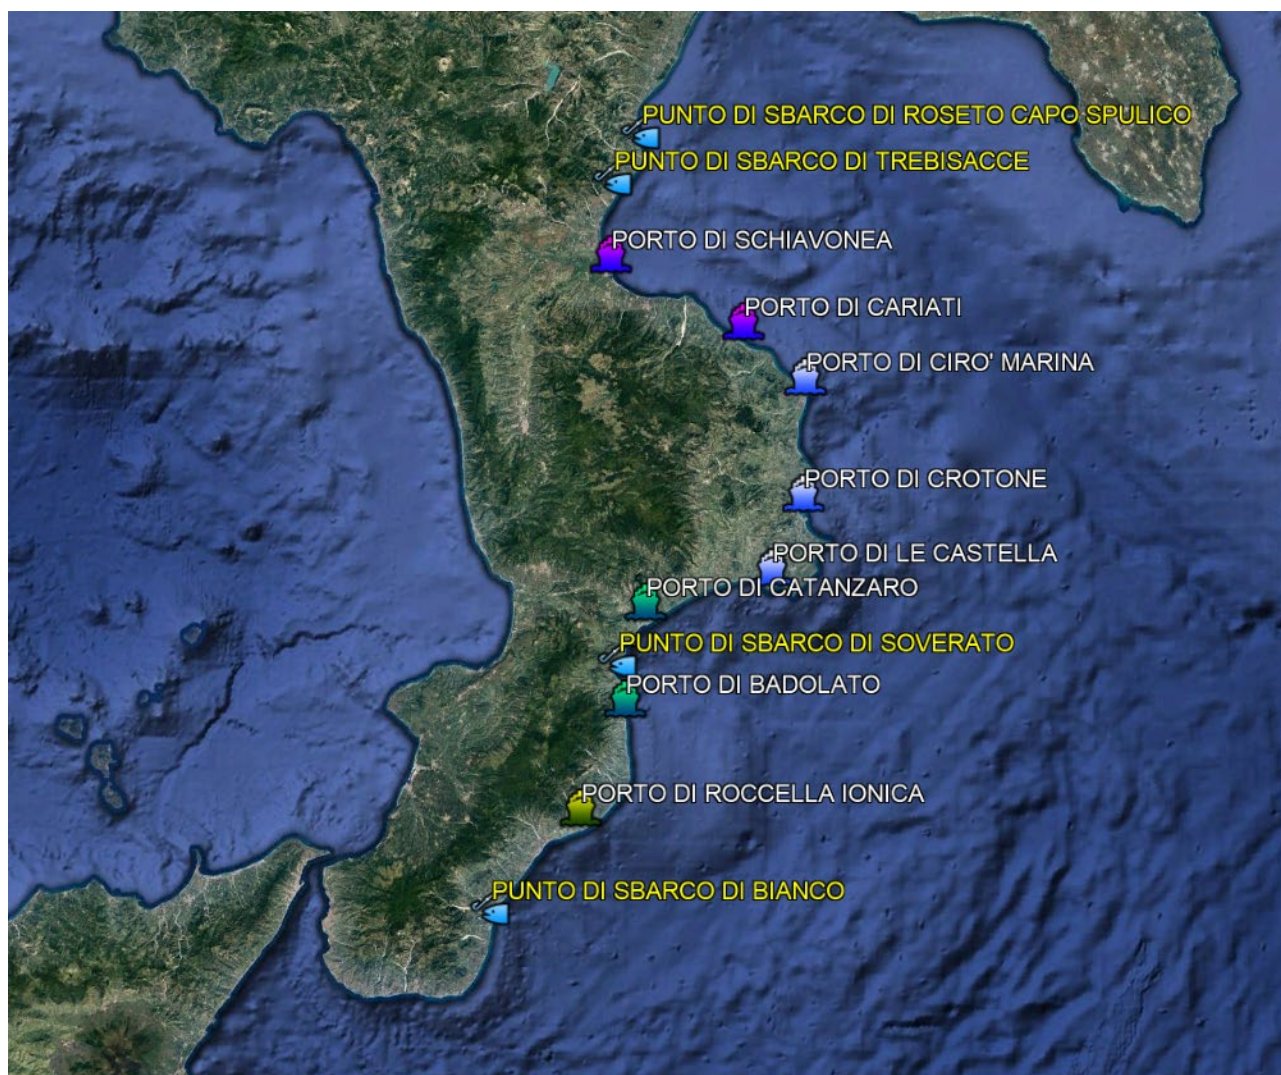 PUNTO DI SBARCO DI ROSETO CAPO SPULICO
PUNTO DI SBARCO DI TREBISACCE
PORTO DI SCHIAVONEA
PORTO DI CARIATI
PORTO DI CIRO' MARINA
PORTO DI CROTONE
PORTO DI LE CASTELLA
PORTO DI CATANZARO
PUNTO DI SBARCO DI SOVERATO
PORTO DI BADOLATO
PORTO DI ROCCELLA IONICA
PUNTO DI SBARCO DI BIANCO